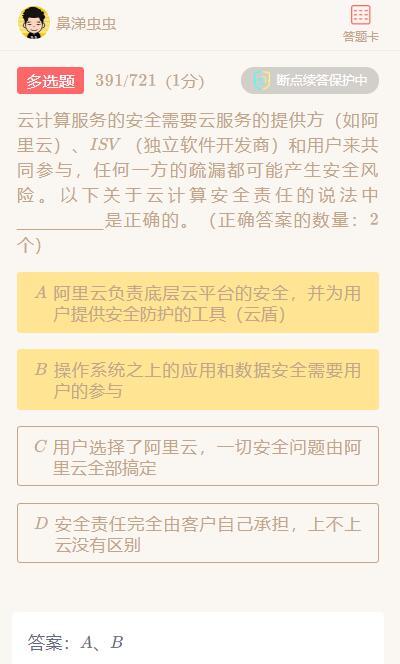 鼻涕虫虫
答题卡
多选题 391/721 (1分) 断点续答保护中
云计算服务的安全需要云服务的提供方（如阿
里云）、ISV （独立软件开发商）和用户来共
同参与，任何一方的疏漏都可能产生安全风
险。以下关于云计算安全责任的说法中
__________是正确的。（正确答案的数量：2
个）
A 阿里云负责底层云平台的安全，并为用
户提供安全防护的工具（云盾）
B 操作系统之上的应用和数据安全需要用
户的参与
C 用户选择了阿里云，一切安全问题由阿
里云全部搞定
D 安全责任完全由客户自己承担，上不上
云没有区别
答案：A、B